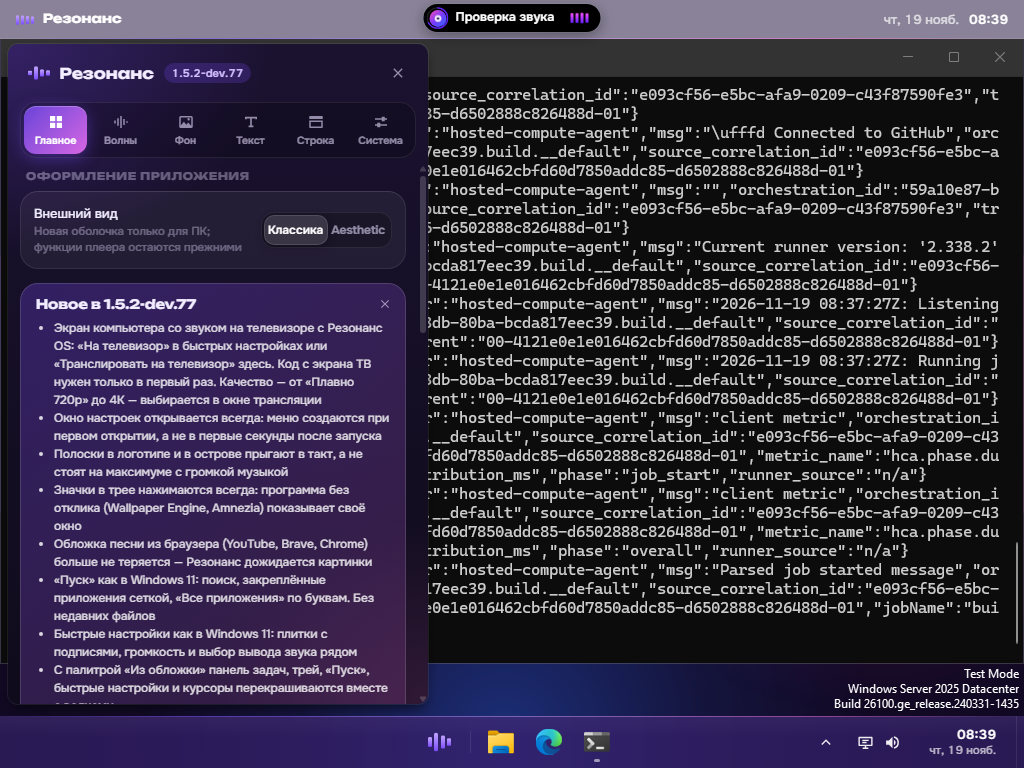 Резонанс
Проверка звука
чт, 19 нояб. 08:39
Резонанс 1.5.2-dev.77
Главное Волны Фон Текст Строка Система
ОФОРМЛЕНИЕ ПРИЛОЖЕНИЯ
Внешний вид
Новая оболочка только для ПК;
функции плеера остаются прежними
Классика Aesthetic
Новое в 1.5.2-dev.77
• Экран компьютера со звуком на телевизоре с Резонанс
OS: «На телевизор» в быстрых настройках или
«Транслировать на телевизор» здесь. Код с экрана ТВ
нужен только в первый раз. Качество — от «Плавно
720p» до 4K — выбирается в окне трансляции
• Окно настроек открывается всегда: меню создаются при
первом открытии, а не в первые секунды после запуска
• Полоски в логотипе и в острове прыгают в такт, а не
стоят на максимуме с громкой музыкой
• Значки в трее нажимаются всегда: программа без
отклика (Wallpaper Engine, Amnezia) показывает своё
окно
• Обложка песни из браузера (YouTube, Brave, Chrome)
больше не теряется — Резонанс дожидается картинки
• «Пуск» как в Windows 11: поиск, закреплённые
приложения сеткой, «Все приложения» по буквам. Без
недавних файлов
• Быстрые настройки как в Windows 11: плитки с
подписями, громкость и выбор вывода звука рядом
• С палитрой «Из обложки» панель задач, трей, «Пуск»,
быстрые настройки и курсоры перекрашиваются вместе
source_correlation_id":"e093cf56-e5bc-afa9-0209-c43f87590fe3","t
85-d6502888c826488d-01"}
":"hosted-compute-agent","msg":"\ufffd Connected to GitHub","orc
7eec39.build.__default","source_correlation_id":"e093cf56-e5bc-a
0e1e016462cbfd60d7850addc85-d6502888c826488d-01"}
":"hosted-compute-agent","msg":"","orchestration_id":"59a10e87-b
ource_correlation_id":"e093cf56-e5bc-afa9-0209-c43f87590fe3","tr
5-d6502888c826488d-01"}
:"hosted-compute-agent","msg":"Current runner version: '2.338.2'
bcda817eec39.build.__default","source_correlation_id":"e093cf56-
-4121e0e1e016462cbfd60d7850addc85-d6502888c826488d-01"}
r":"hosted-compute-agent","msg":"2026-11-19 08:37:27Z: Listening
3db-80ba-bcda817eec39.build.__default","source_correlation_id":"
rent":"00-4121e0e1e016462cbfd60d7850addc85-d6502888c826488d-01"}
r":"hosted-compute-agent","msg":"2026-11-19 08:37:27Z: Running j
3db-80ba-bcda817eec39.build.__default","source_correlation_id":"
rent":"00-4121e0e1e016462cbfd60d7850addc85-d6502888c826488d-01"}
r":"hosted-compute-agent","msg":"client metric","orchestration_i
.__default","source_correlation_id":"e093cf56-e5bc-afa9-0209-c43
fd60d7850addc85-d6502888c826488d-01","metric_name":"hca.phase.du
tribution_ms","phase":"job_start","runner_source":"n/a"}
r":"hosted-compute-agent","msg":"client metric","orchestration_i
.__default","source_correlation_id":"e093cf56-e5bc-afa9-0209-c43
fd60d7850addc85-d6502888c826488d-01","metric_name":"hca.phase.du
tribution_ms","phase":"overall","runner_source":"n/a"}
r":"hosted-compute-agent","msg":"Parsed job started message","or
17eec39.build.__default","source_correlation_id":"e093cf56-e5bc-
e0e1e016462cbfd60d7850addc85-d6502888c826488d-01","jobName":"bui
Test Mode
Windows Server 2025 Datacenter
Build 26100.ge_release.240331-1435
08:39
чт, 19 нояб.